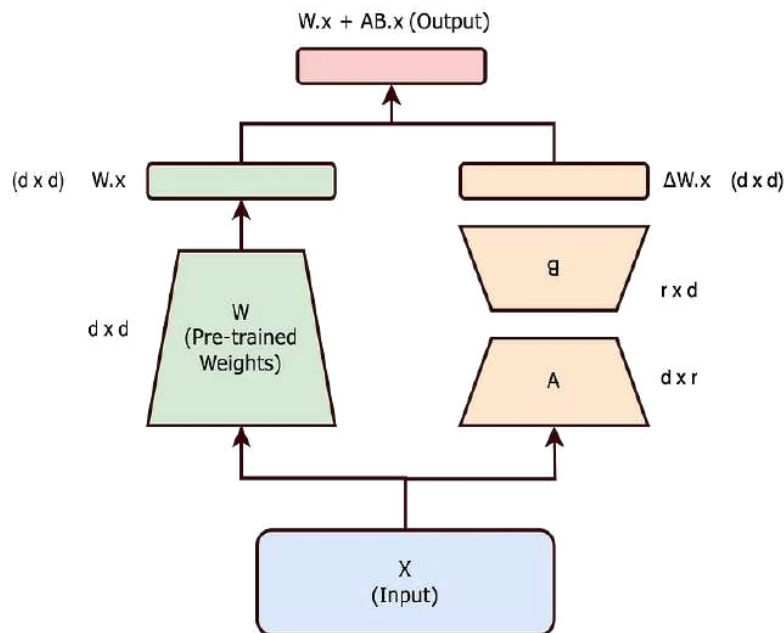 W.x + AB.x (Output)
(d x d) W.x
ΔW.x (d x d)
B
r x d
W
(Pre-trained
Weights)
d x d
A
d x r
X
(Input)